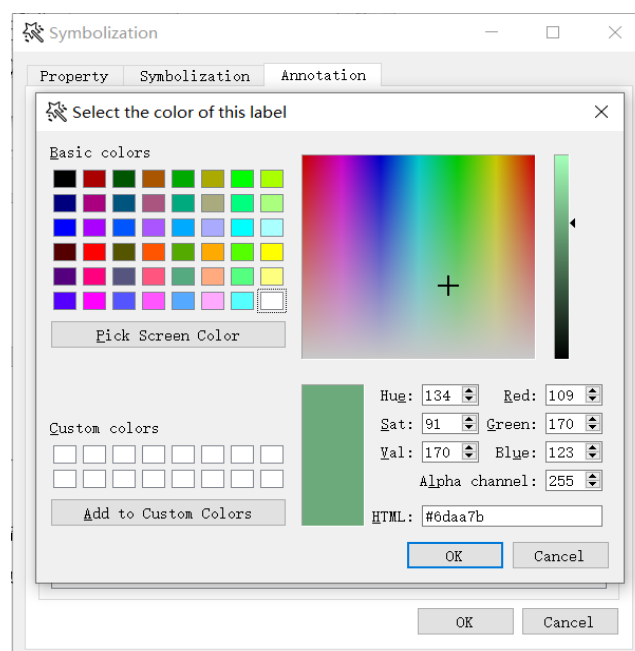 Symbolization
Property Symbolization Annotation
Select the color of this label
Basic colors
Pick Screen Color
Hue: 134 Red: 109
Custom colors Sat: 91 Green: 170
Val: 170 Blue: 123
Alpha channel: 255
Add to Custom Colors HTML: #6daa7b
OK Cancel
OK Cancel